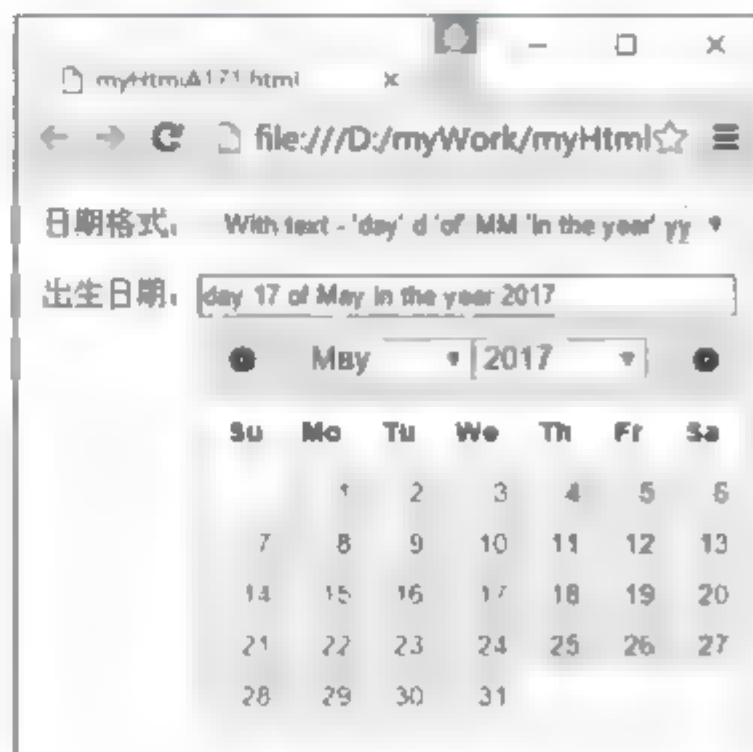 myHtmlA171.html
file:///D:/myWork/myHtml
日期格式: With text - 'day' d 'of' MM 'in the year' yy
出生日期: day 17 of May in the year 2017
May 2017
Su Mo Tu We Th Fr Sa
1 2 3 4 5 6
7 8 9 10 11 12 13
14 15 16 17 18 19 20
21 22 23 24 25 26 27
28 29 30 31